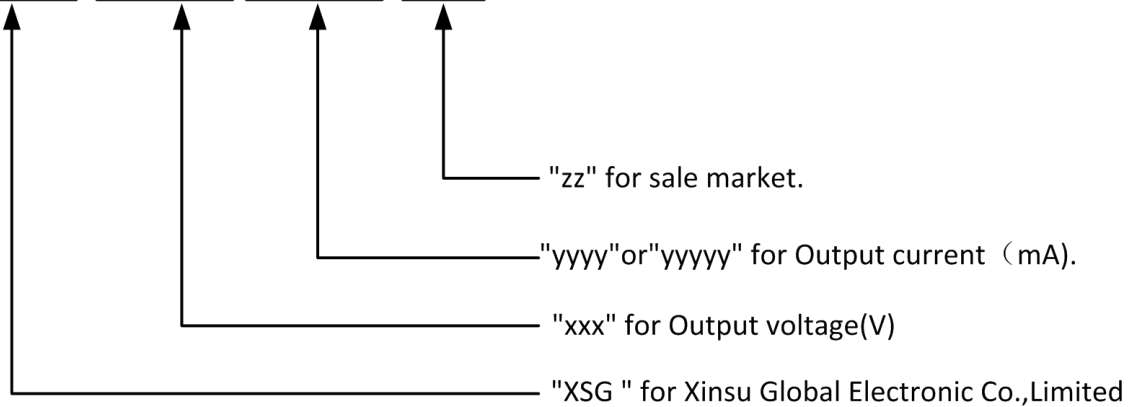 "zz" for sale market.
"yyyy"or"yyyyy" for Output current（mA).
"xxx" for Output voltage(V)
"XSG " for Xinsu Global Electronic Co.,Limited